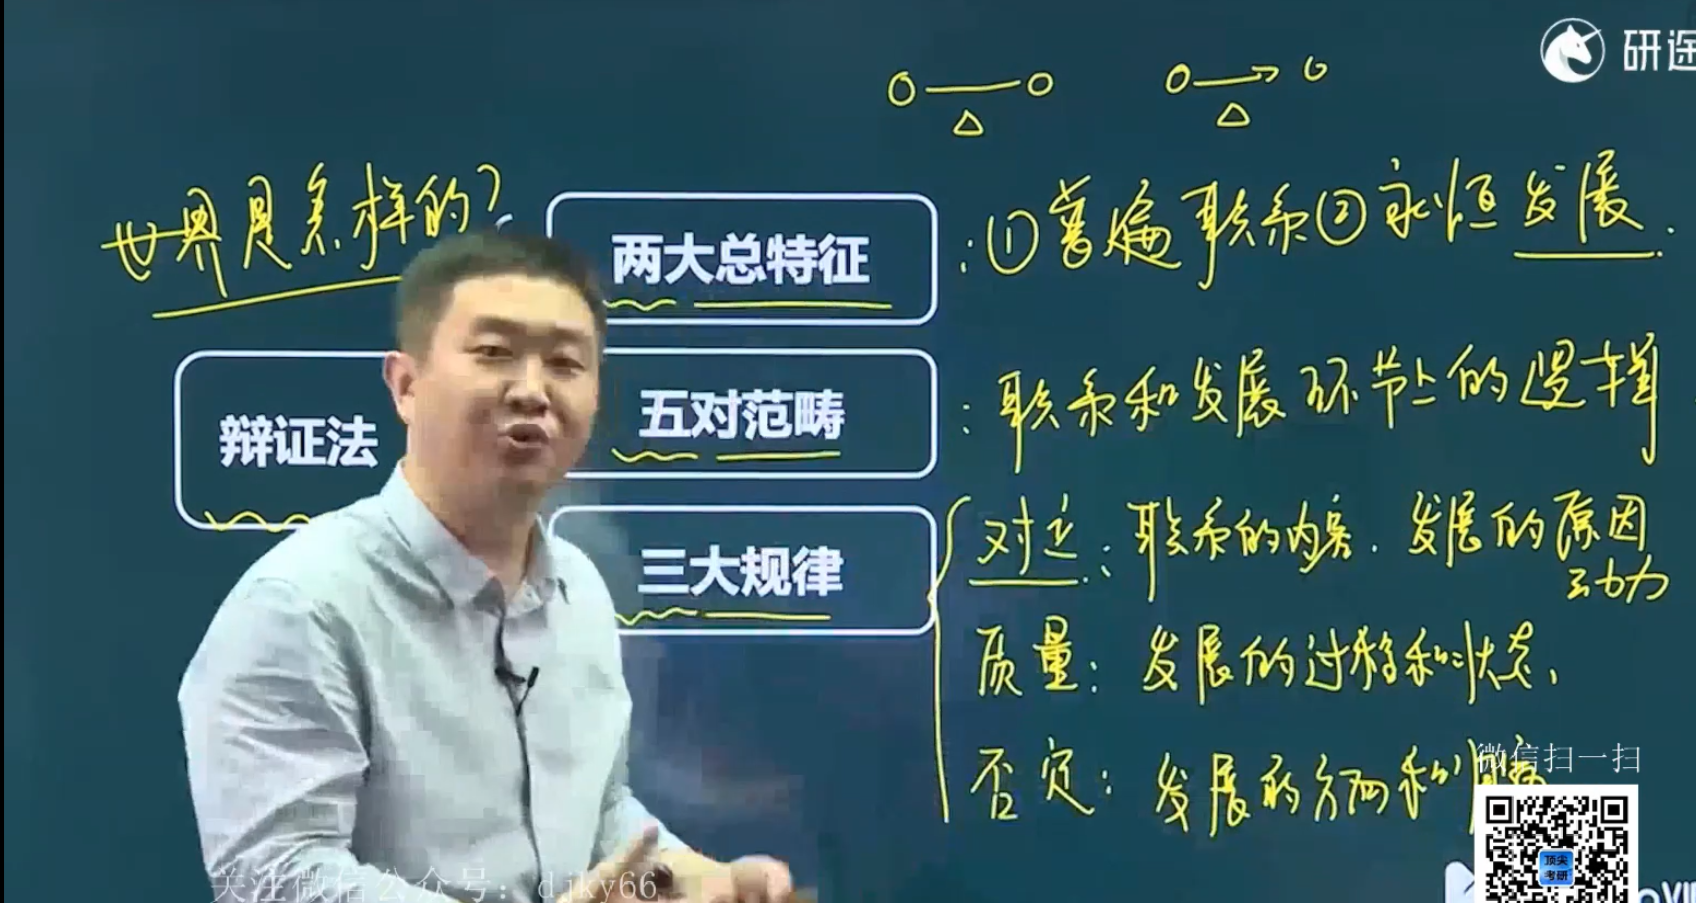 研途
世界是怎样的?
两大总特征
:①普遍联系②永恒发展.
辩证法
五对范畴
:联系和发展环节上的逻辑
三大规律
对立:联系的内容.发展的原因
动力
质量:发展的过程和状态,
否定:发展的方向和
微信扫一扫
顶尖
考研
关注微信公众号:djky66